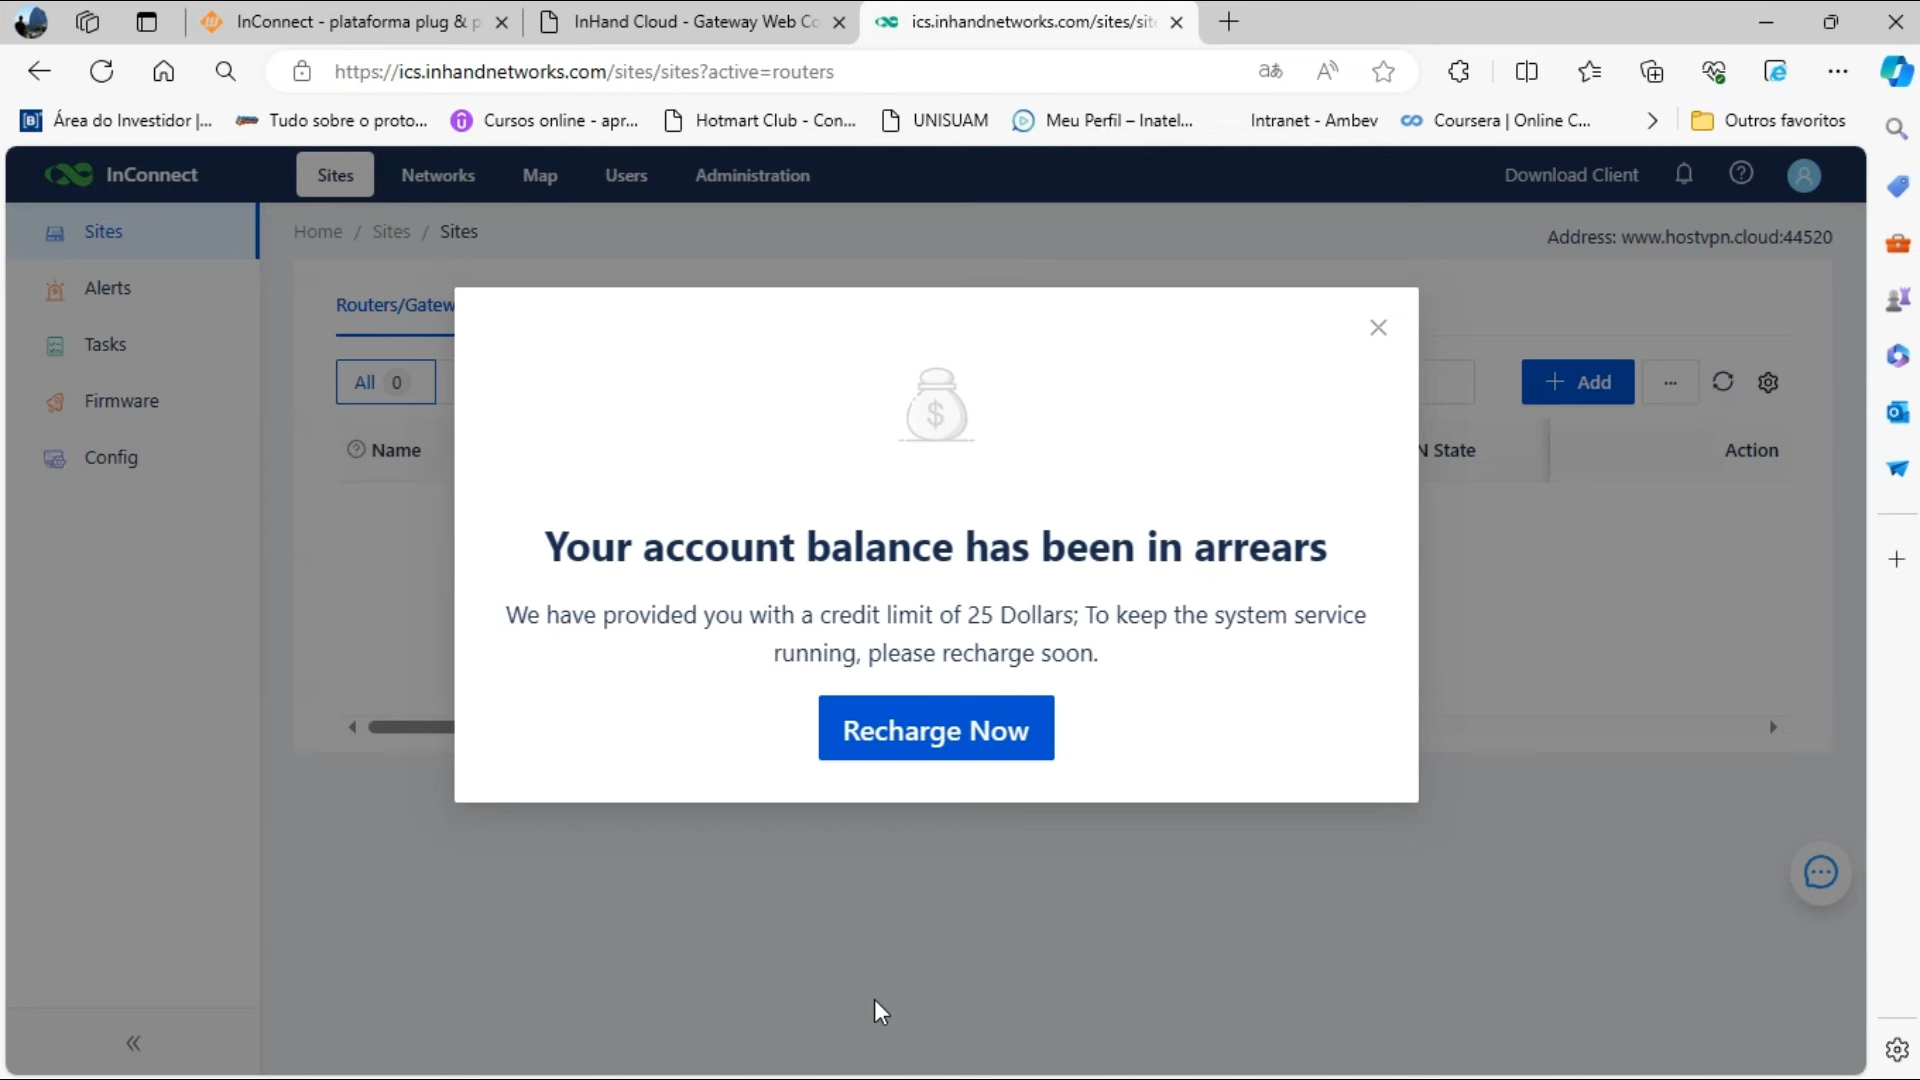 InConnect - plataforma plug & p
InHand Cloud - Gateway Web Co
ics.inhandnetworks.com/sites/site
https://ics.inhandnetworks.com/sites/sites?active=routers
Área do Investidor |...
Tudo sobre o proto...
Cursos online - apr...
Hotmart Club - Con...
UNISUAM
Meu Perfil – Inatel...
Intranet - Ambev
Coursera | Online C...
Outros favoritos
InConnect
Sites
Networks
Map
Users
Administration
Download Client
Sites
Home / Sites / Sites
Address: www.hostvpn.cloud:44520
Alerts
Routers/Gatew
Tasks
All 0
+ Add
...
Firmware
Name
N State
Action
Config
$
Your account balance has been in arrears
We have provided you with a credit limit of 25 Dollars; To keep the system service
running, please recharge soon.
Recharge Now